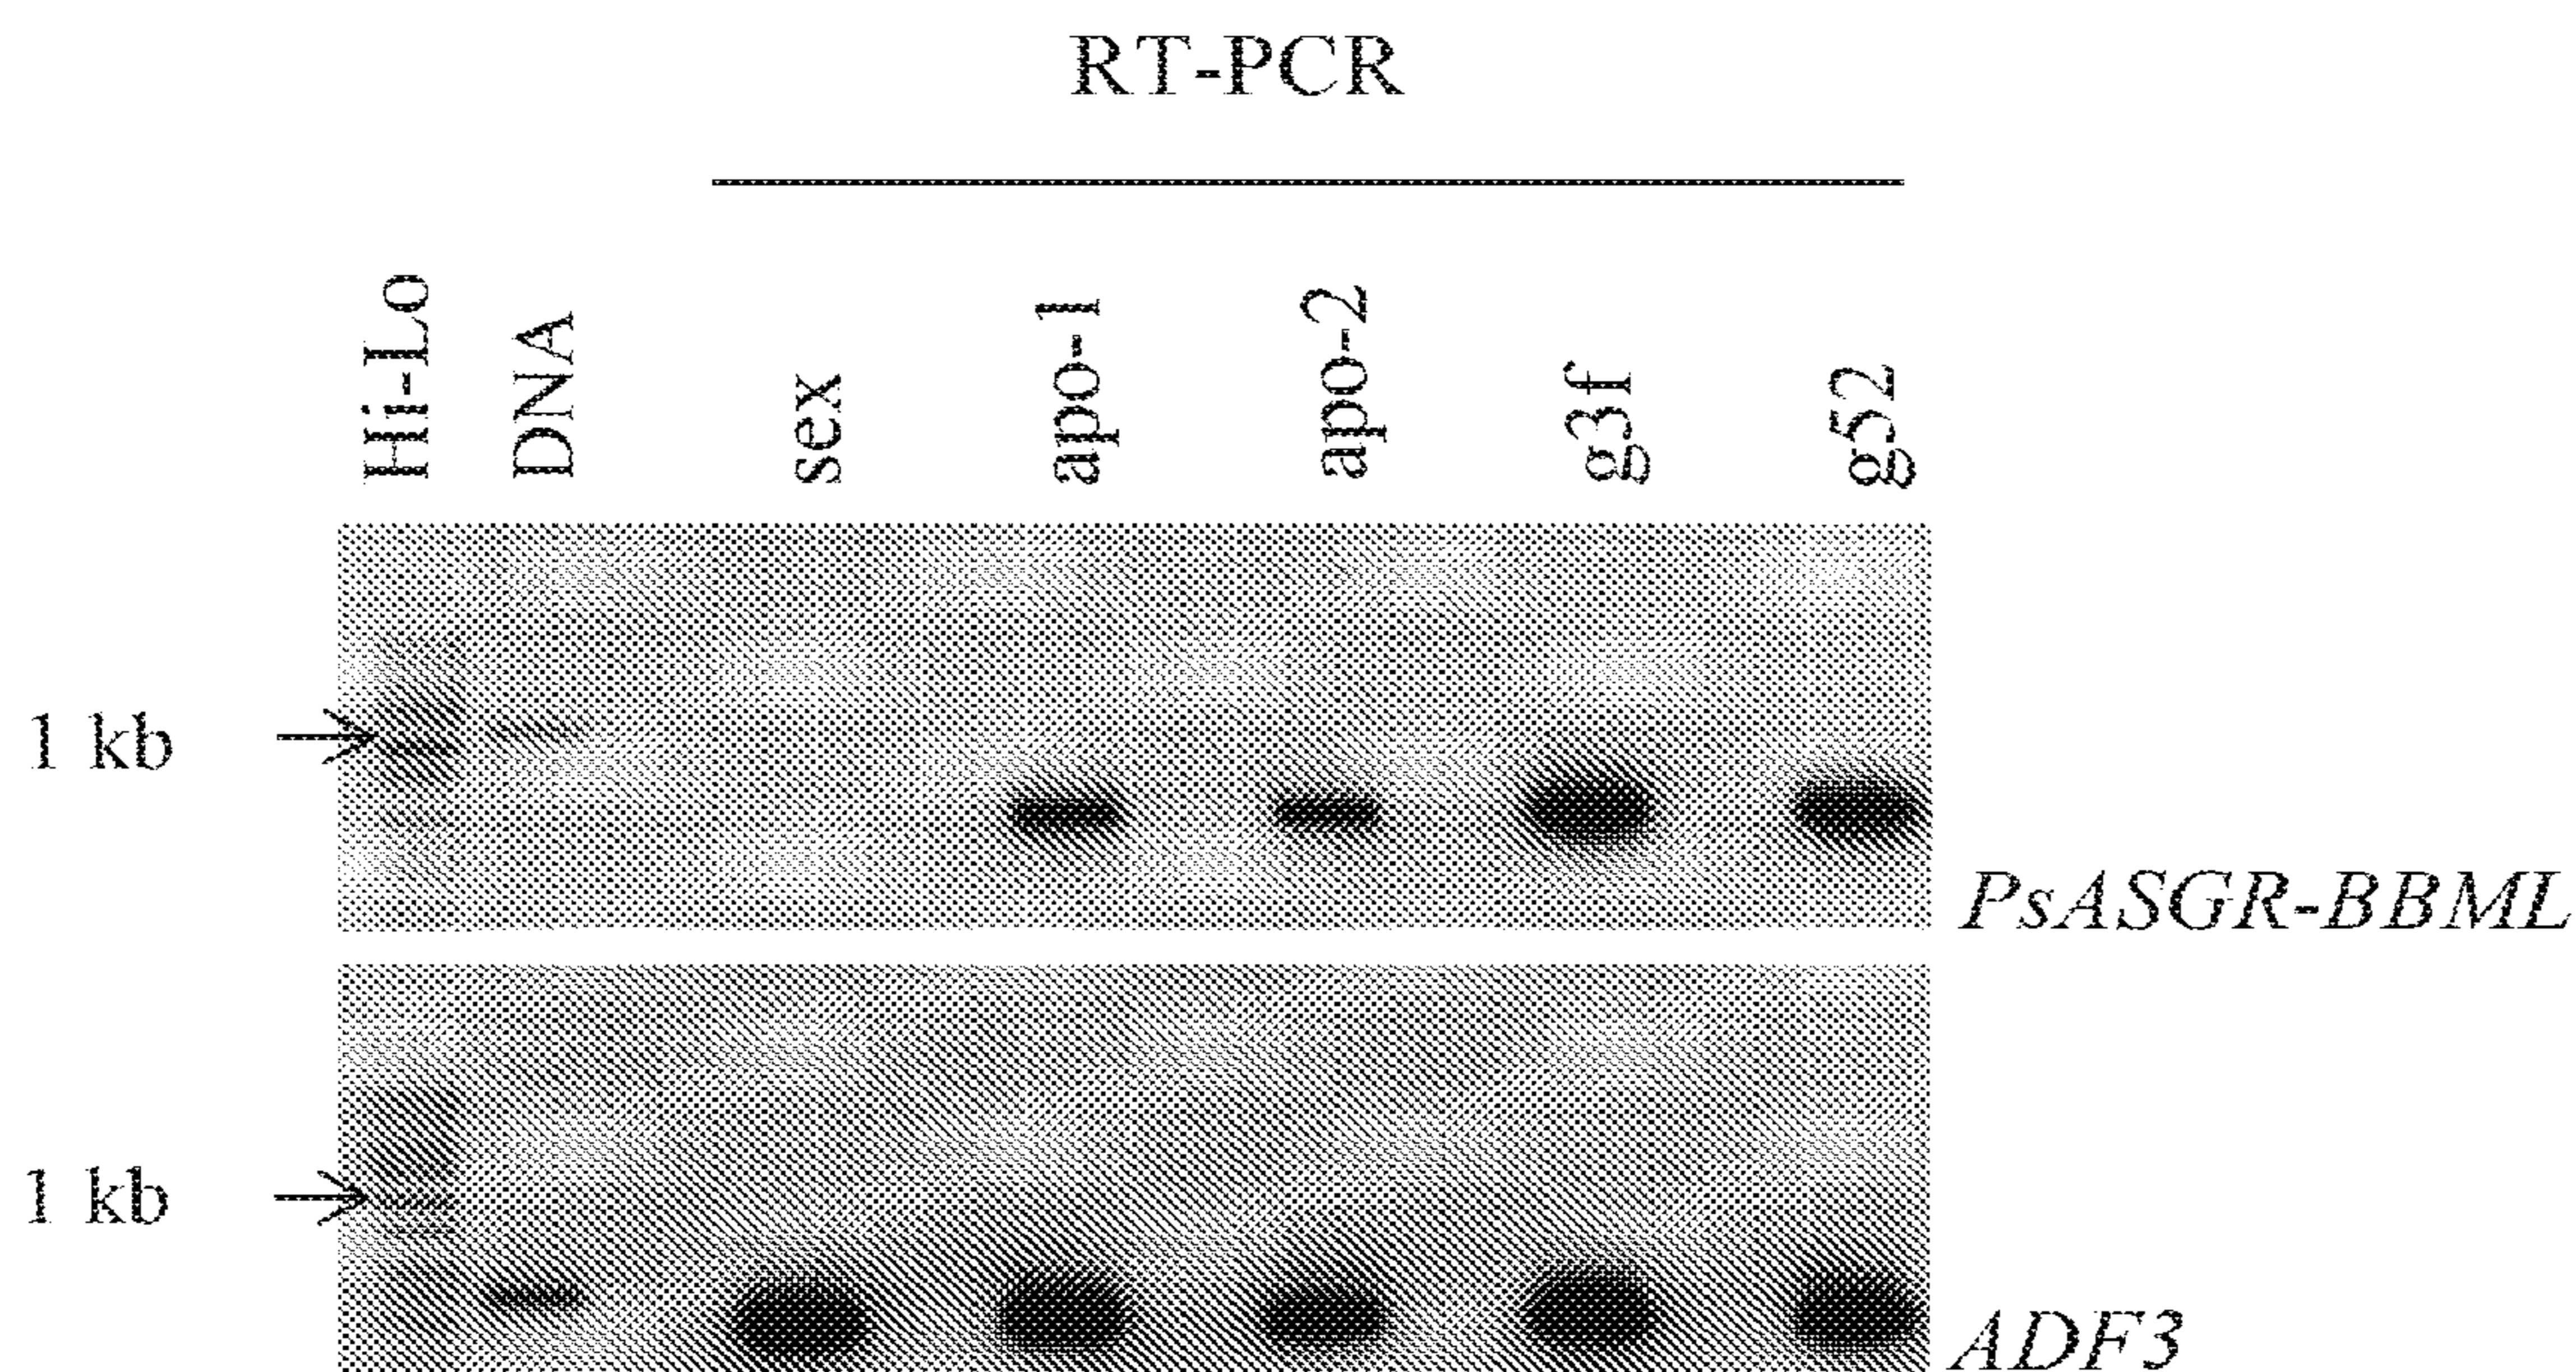 RT-PCR
Hi-Lo
DNA
sex
apo-1
apo-2
g3f
g52
1 kb
PsASGR-BBML
1 kb
ADF3